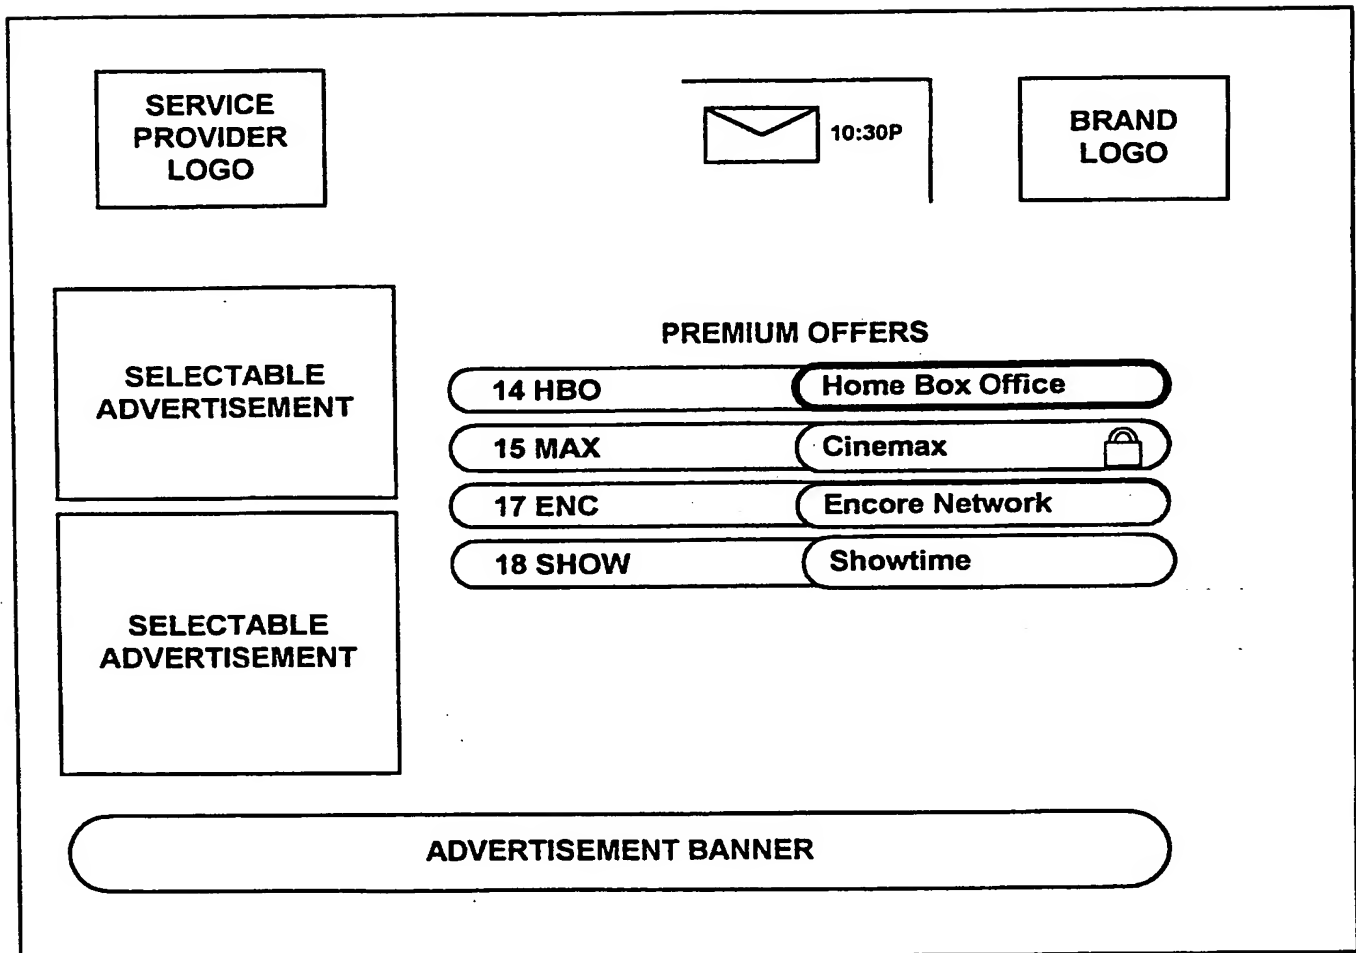 SERVICE
PROVIDER
LOGO
10:30P
BRAND
LOGO
SELECTABLE
ADVERTISEMENT
PREMIUM OFFERS
14 HBO Home Box Office
15 MAX Cinemax
17 ENC Encore Network
18 SHOW Showtime
SELECTABLE
ADVERTISEMENT
ADVERTISEMENT BANNER